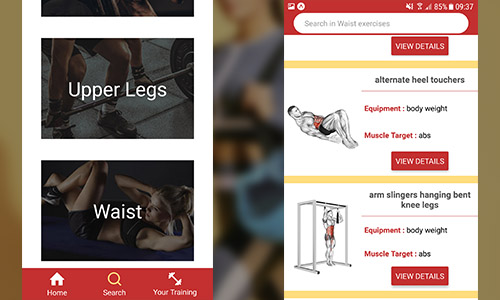 Upper Legs
Waist
Home
Search
Your Training
85% 09:37
Search in Waist exercises
VIEW DETAILS
alternate heel touchers
Equipment : body weight
Muscle Target : abs
VIEW DETAILS
arm slingers hanging bent
knee legs
Equipment : body weight
Muscle Target : abs
VIEW DETAILS